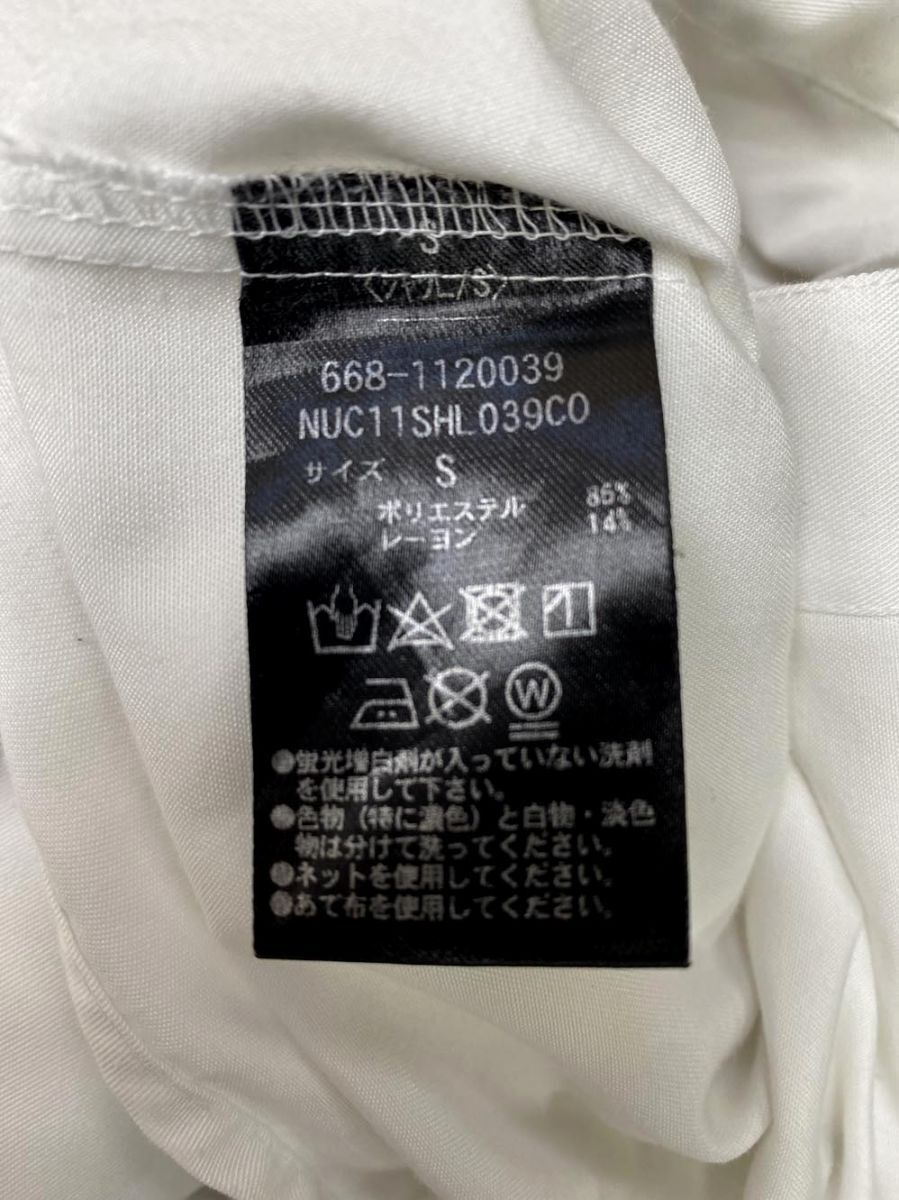 S
668-1120039
NUC11SHL039CO
サイズ S
ポリエステル 86%
レーヨン 14%
W
●蛍光増白剤が入っていない洗剤
を使用して下さい。
●色物（特に濃色）と白物・淡色
物は分けて洗ってください。
●ネットを使用してください。
●あて布を使用してください。